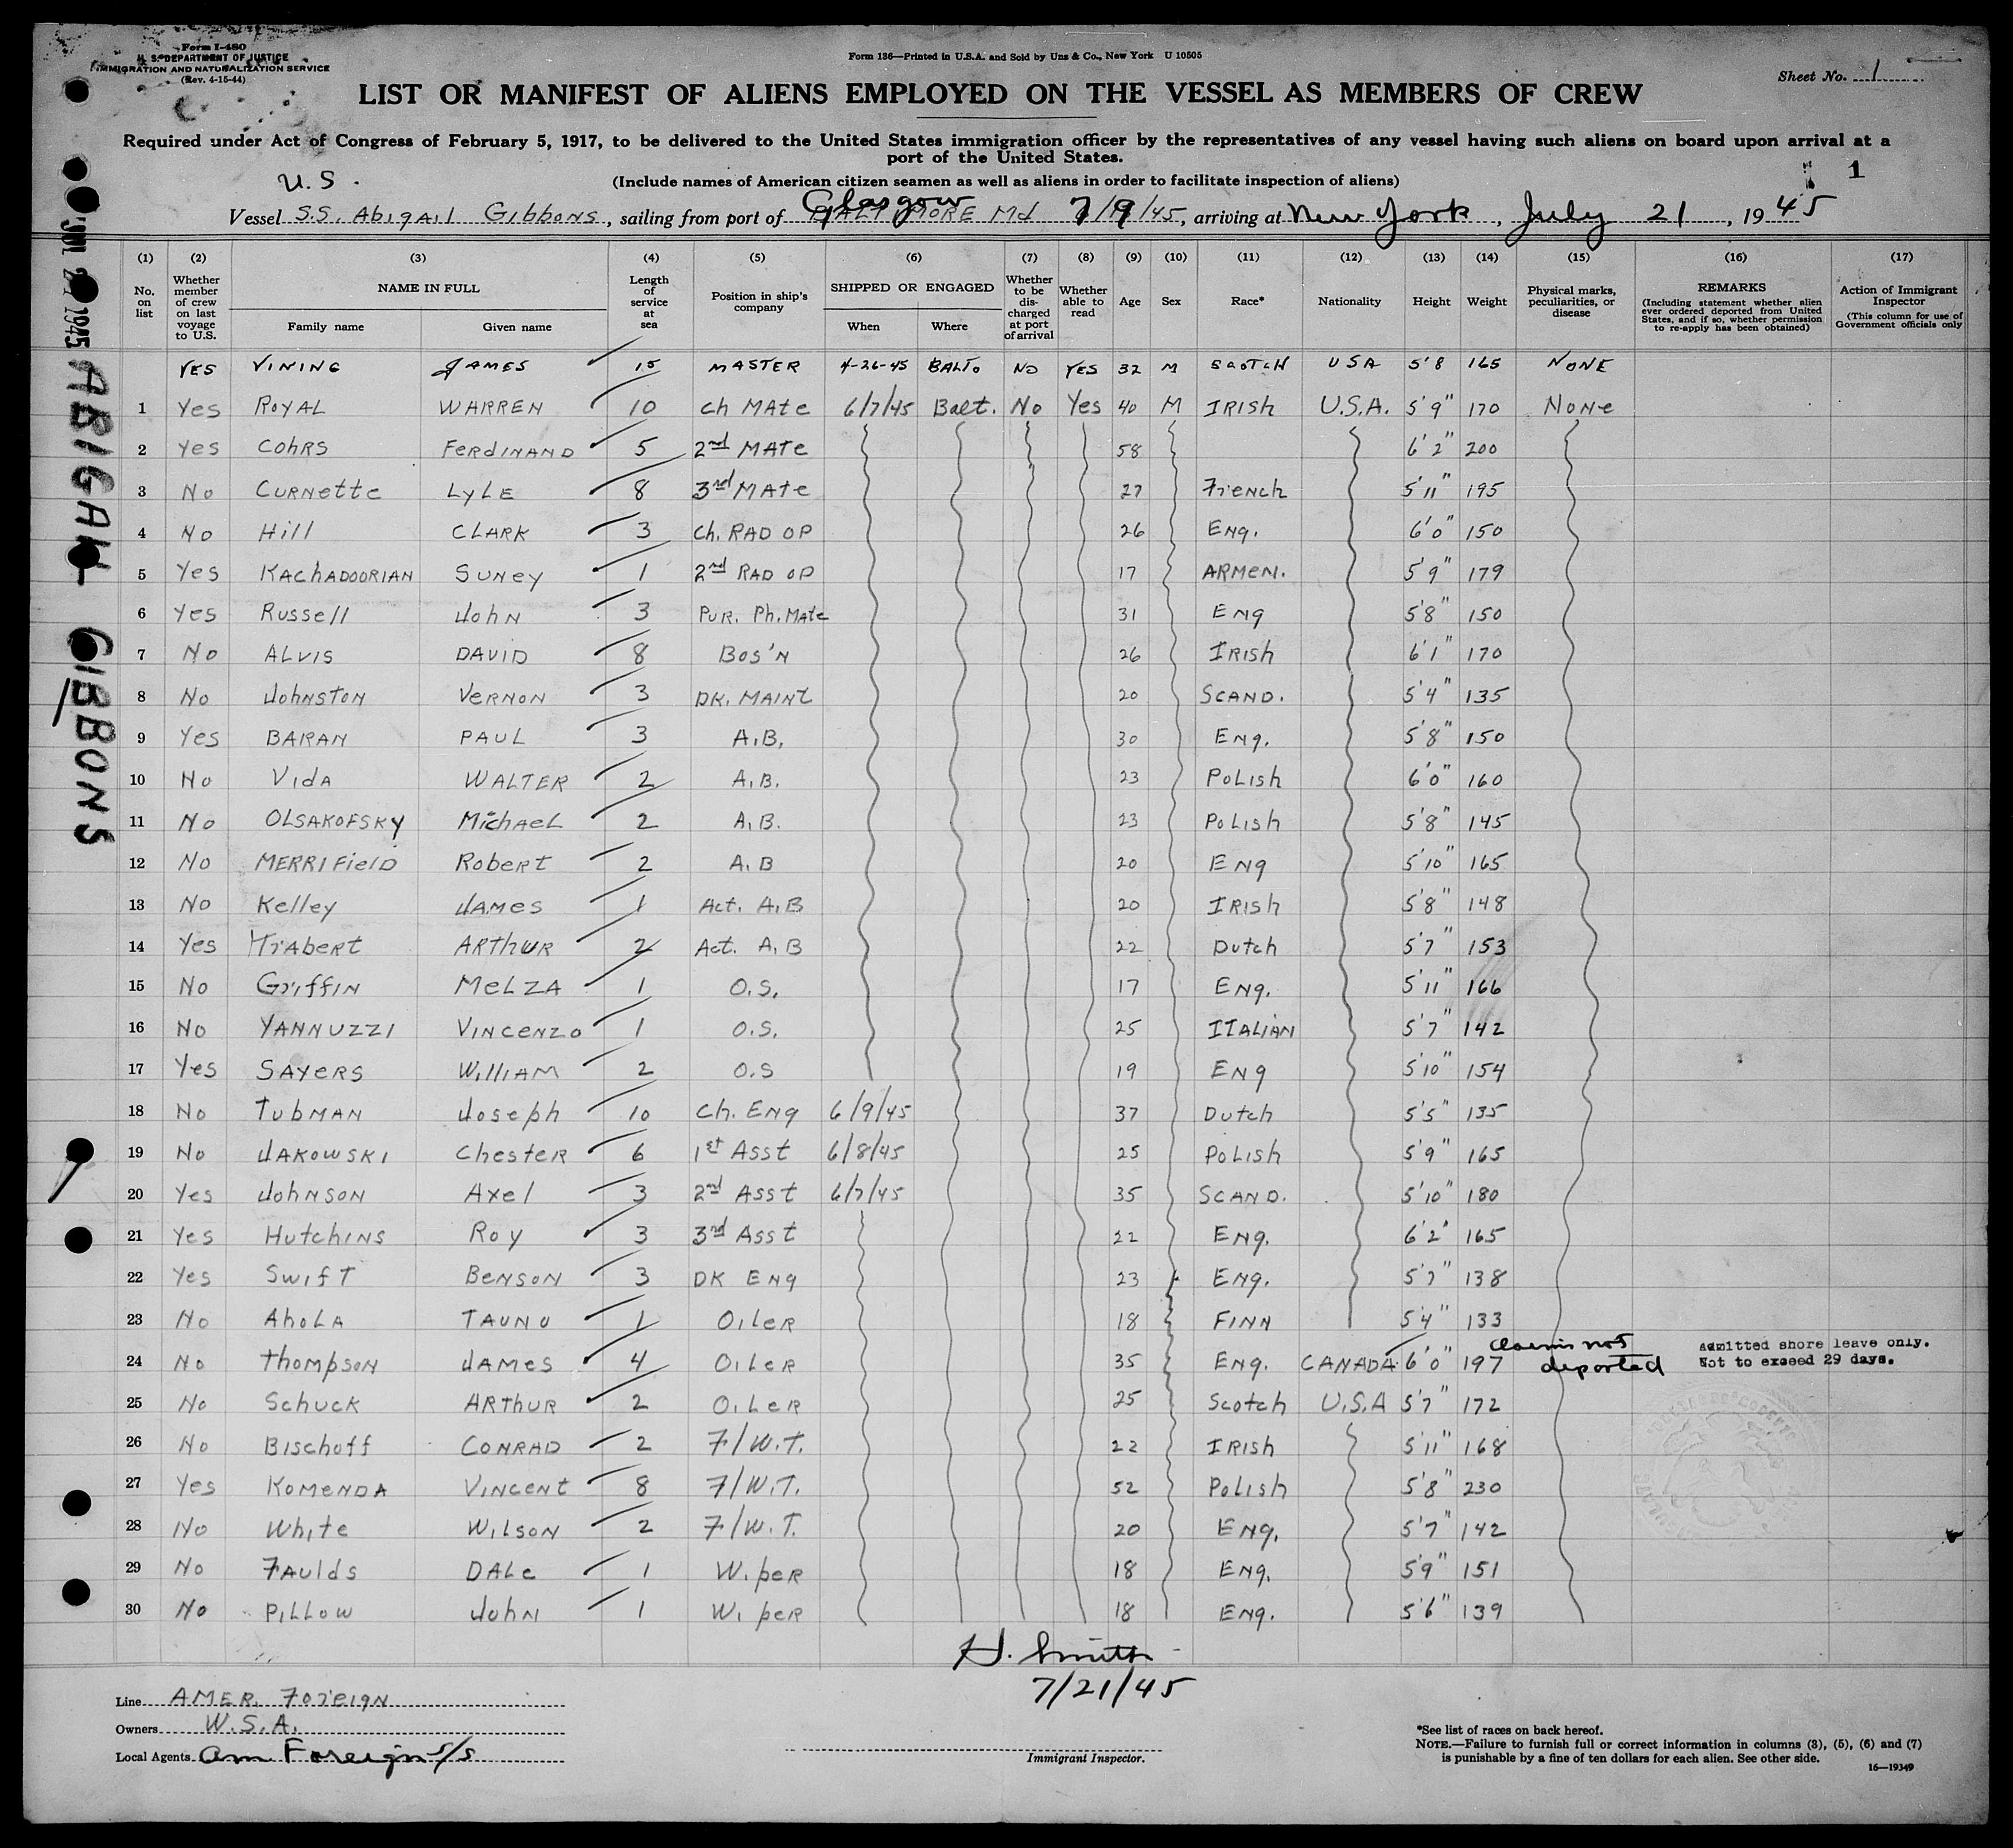 Form I-480
U. S. DEPARTMENT OF JUSTICE
IMMIGRATION AND NATURALIZATION SERVICE
(Rev. 4-15-44)
Form 136—Printed in U.S.A. and Sold by Unz & Co., New York U 10505
Sheet No. 1
LIST OR MANIFEST OF ALIENS EMPLOYED ON THE VESSEL AS MEMBERS OF CREW
Required under Act of Congress of February 5, 1917, to be delivered to the United States immigration officer by the representatives of any vessel having such aliens on board upon arrival at a
port of the United States.
(Include names of American citizen seamen as well as aliens in order to facilitate inspection of aliens)
1
U.S.
Vessel S.S. Abigail Gibbons, sailing from port of Glasgow BALTIMORE Md 7/9/45, arriving at New York, July 21, 1945
JUL 21 1945 ABIGAIL GIBBONS
(1) (2) (3) (4) (5) (6) (7) (8) (9) (10) (11) (12) (13) (14) (15) (16) (17)
No. on list Whether member of crew on last voyage to U.S. NAME IN FULL Family name Given name Length of service at sea Position in ship's company SHIPPED OR ENGAGED When Where Whether to be discharged at port of arrival Whether able to read Age Sex Race* Nationality Height Weight Physical marks, peculiarities, or disease REMARKS (Including statement whether alien ever ordered deported from United States, and if so, whether permission to re-apply has been obtained) Action of Immigrant Inspector (This column for use of Government officials only
YES VINING JAMES 15 MASTER 4-26-45 BALTO NO YES 32 M SCOTCH USA 5'8 165 NONE
1 Yes ROYAL WARREN 10 Ch MAte 6/7/45 Balt. No Yes 40 M IRISh U.S.A. 5'9" 170 NoNe
2 Yes CohRS FeRdINAND 5 2nd MATe 58 6'2" 200
3 No CURNette LyLE 8 3rd MAte 27 French 5'11" 195
4 No Hill CLARK 3 Ch. RAD OP 26 ENg. 6'0" 150
5 Yes KAChADOORIAN SUNey 1 2nd RAD OP 17 ARMeN. 5'9" 179
6 Yes Russell John 3 PUR. Ph. MAte 31 ENg 5'8" 150
7 No ALVIS DAVID 8 Bos'N 26 IRISh 6'1" 170
8 No JohNSTON VeRNON 3 DK. MAINt 20 SCAND. 5'4" 135
9 Yes BARAN PAUL 3 A.B. 30 ENg. 5'8" 150
10 No VIdA WALTER 2 A.B. 23 PoLIsh 6'0" 160
11 No OLSAKOFSKY MIchAeL 2 A.B. 23 PoLIsh 5'8" 145
12 No MERRIFielD Robert 2 A.B 20 ENg 5'10" 165
13 No Kelley JAMes 1 Act. A.B 20 IRISh 5'8" 148
14 Yes TrAbeRt ARThUR 2 Act. A.B 22 Dutch 5'7" 153
15 No GrIffIN MeLZA 1 O.S. 17 ENg. 5'11" 166
16 No YANNUZZI VINCeNZO 1 O.S. 25 ITALIAN 5'7" 142
17 Yes SAYERS WillIAM 2 O.S 19 ENg 5'10" 154
18 No TubMAN Joseph 10 Ch. ENg 6/9/45 37 Dutch 5'5" 135
19 No JAKOWSKI ChesteR 6 1st Asst 6/8/45 25 PoLIsh 5'9" 165
20 Yes JohNSON Axel 3 2nd Asst 6/7/45 35 SCAND. 5'10" 180
21 Yes HutchINS Roy 3 3rd Asst 22 ENg. 6'2" 165
22 Yes SwIfT BeNSON 3 DK ENg 23 ENg. 5'7" 138
23 No AhoLA TAUNO 1 OileR 18 FINN 5'4" 133
24 No ThompsoN JAMes 4 OileR 35 ENg. CANADA 6'0" 197 claims not deported Admitted shore leave only. Not to exceed 29 days.
25 No Schuck ARThUR 2 OiLeR 25 Scotch U.S.A 5'7" 172
26 No Bischoff CONRAD 2 F/W.T. 22 IRISh 5'11" 168
27 Yes KOMENDA VINCeNt 8 F/W.T. 52 PoLIsh 5'8" 230
28 No White WILSON 2 F/W.T. 20 ENg. 5'7" 142
29 No FAulds DALe 1 WIpeR 18 ENg. 5'9" 151
30 No PILLow JohN 1 WIpeR 18 ENg. 5'6" 139
H. Smith
7/21/45
Line AMER. FOreIgN
Owners W.S.A.
Local Agents Am Foreign S/S
Immigrant Inspector.
*See list of races on back hereof.
NOTE.—Failure to furnish full or correct information in columns (3), (5), (6) and (7)
is punishable by a fine of ten dollars for each alien. See other side.
16—19349